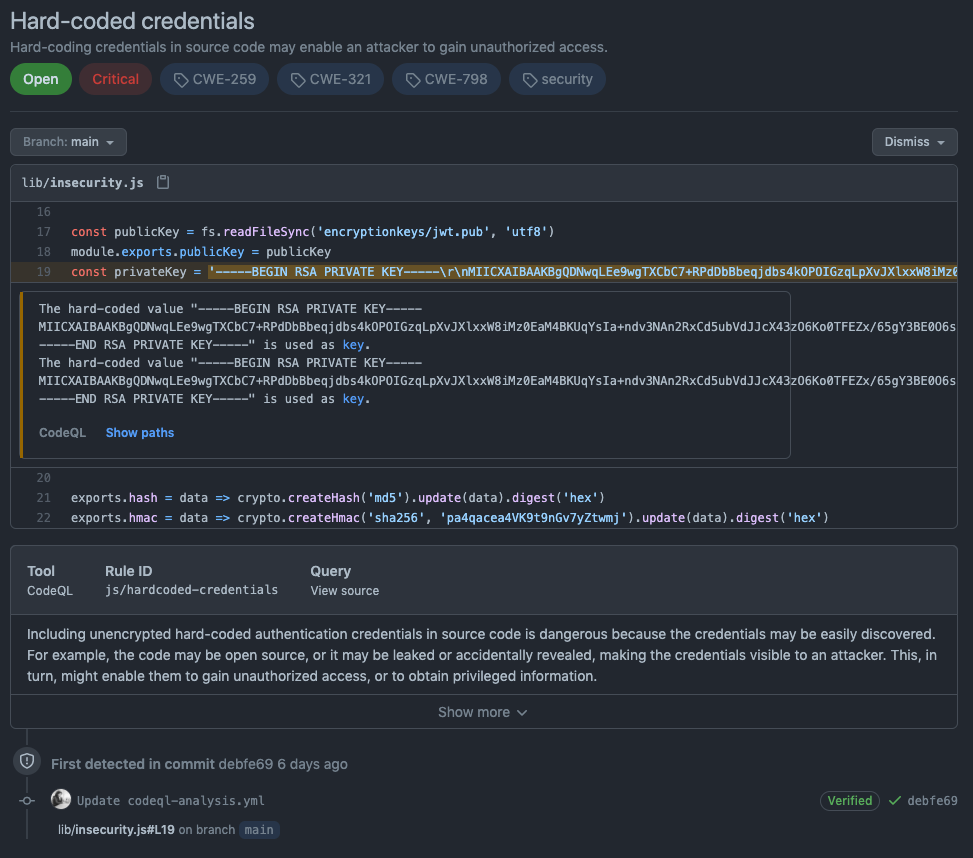 Hard-coded credentials
Hard-coding credentials in source code may enable an attacker to gain unauthorized access.
Open Critical CWE-259 CWE-321 CWE-798 security
Branch: main Dismiss
lib/insecurity.js
16
17 const publicKey = fs.readFileSync('encryptionkeys/jwt.pub', 'utf8')
18 module.exports.publicKey = publicKey
19 const privateKey = '-----BEGIN RSA PRIVATE KEY-----\r\nMIICXAIBAAKBgQDNwqLEe9wgTXCbC7+RPdDbBbeqjdbs4kOPOIGzqLpXvJXlxxW8iMz0
The hard-coded value "-----BEGIN RSA PRIVATE KEY-----
MIICXAIBAAKBgQDNwqLEe9wgTXCbC7+RPdDbBbeqjdbs4kOPOIGzqLpXvJXlxxW8iMz0EaM4BKUqYsIa+ndv3NAn2RxCd5ubVdJJcX43zO6Ko0TFEZx/65gY3BE0O6s
-----END RSA PRIVATE KEY-----" is used as key.
The hard-coded value "-----BEGIN RSA PRIVATE KEY-----
MIICXAIBAAKBgQDNwqLEe9wgTXCbC7+RPdDbBbeqjdbs4kOPOIGzqLpXvJXlxxW8iMz0EaM4BKUqYsIa+ndv3NAn2RxCd5ubVdJJcX43zO6Ko0TFEZx/65gY3BE0O6s
-----END RSA PRIVATE KEY-----" is used as key.
CodeQL Show paths
20
21 exports.hash = data => crypto.createHash('md5').update(data).digest('hex')
22 exports.hmac = data => crypto.createHmac('sha256', 'pa4qacea4VK9t9nGv7yZtwmj').update(data).digest('hex')
Tool Rule ID Query
CodeQL js/hardcoded-credentials View source
Including unencrypted hard-coded authentication credentials in source code is dangerous because the credentials may be easily discovered.
For example, the code may be open source, or it may be leaked or accidentally revealed, making the credentials visible to an attacker. This, in
turn, might enable them to gain unauthorized access, or to obtain privileged information.
Show more
First detected in commit debfe69 6 days ago
Update codeql-analysis.yml Verified debfe69
lib/insecurity.js#L19 on branch main